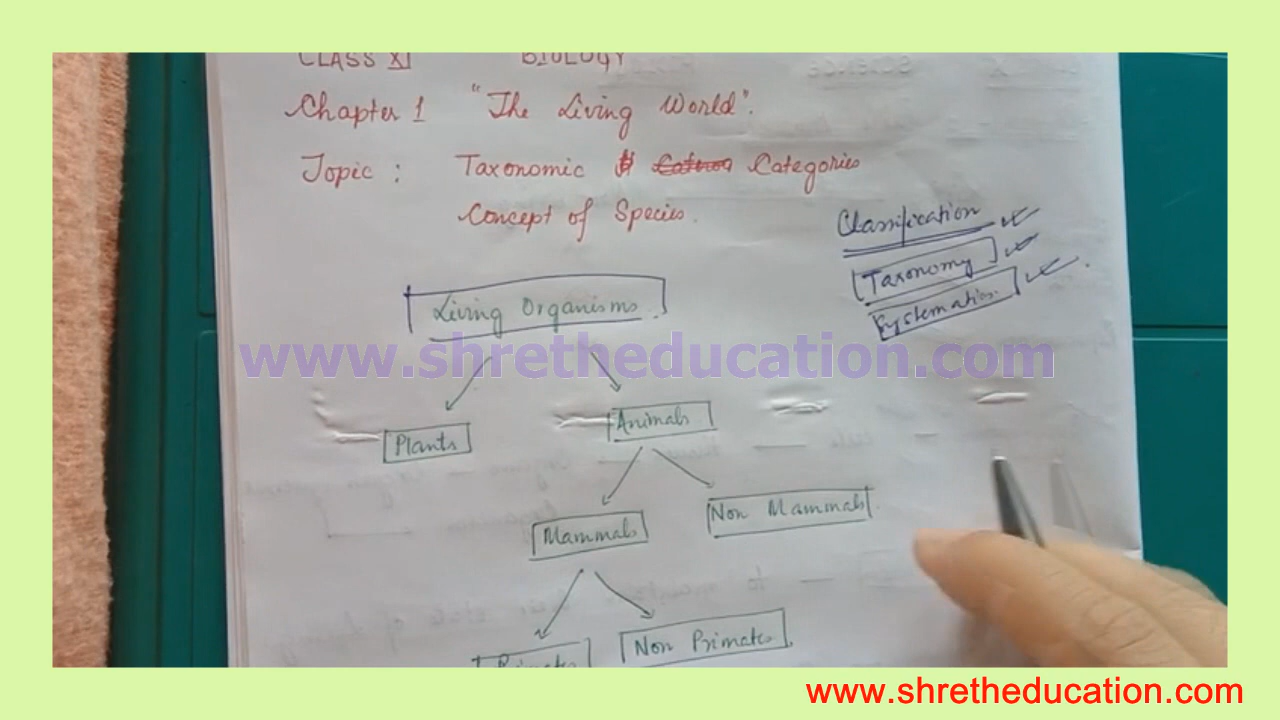 CLASS XI BIOLOGY
Chapter 1 "The Living World".
Topic : Taxonomic Categories
Concept of Species.
Classification
Taxonomy
Systematics.
Living Organisms.
www.shretheducation.com
Plants
Animals
Mammals
Non Mammals
Primates
Non Primates
www.shretheducation.com